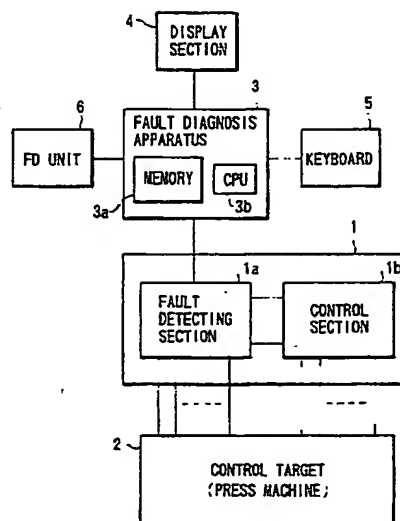 4
DISPLAY
SECTION
3
6
FD UNIT
FAULT DIAGNOSIS
APPARATUS
MEMORY
CPU
3a
3b
5
KEYBOARD
1
1a
1b
FAULT
DETECTING
SECTION
CONTROL
SECTION
2
CONTROL TARGET
(PRESS MACHINE)